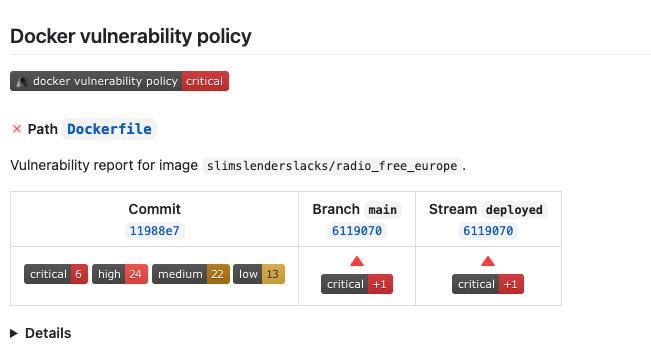 Docker vulnerability policy
docker vulnerability policy critical
Path Dockerfile
Vulnerability report for image slimslenderslacks/radio_free_europe.
Commit Branch main Stream deployed
11988e7 6119070 6119070
critical 6 high 24 medium 22 low 13 critical +1 critical +1
Details